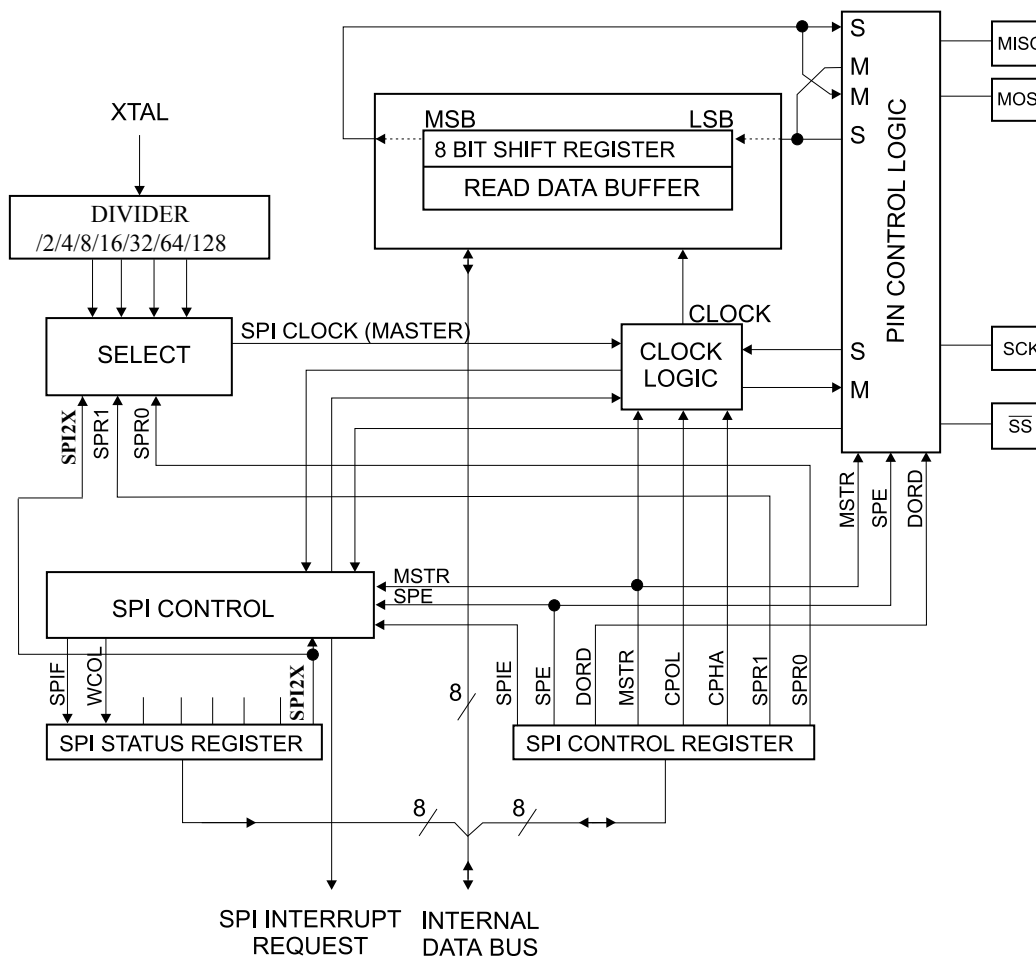 S
MISO
M
M
MOSI
XTAL
MSB
LSB
8 BIT SHIFT REGISTER
S
READ DATA BUFFER
PIN CONTROL LOGIC
DIVIDER
/2/4/8/16/32/64/128
SPI CLOCK (MASTER)
CLOCK
SELECT
CLOCK
LOGIC
S
M
SCK
SS
SPI2X
SPR1
SPR0
MSTR
SPE
DORD
MSTR
SPE
SPI CONTROL
SPIF
WCOL
SPI2X
8
SPIE
SPE
DORD
MSTR
CPOL
CPHA
SPR1
SPR0
SPI STATUS REGISTER
SPI CONTROL REGISTER
8
8
SPI INTERRUPT
REQUEST
INTERNAL
DATA BUS